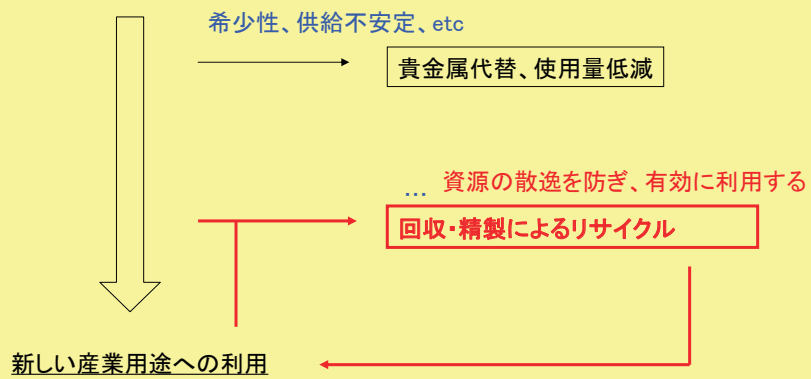 希少性、供給不安定、etc
貴金属代替、使用量低減
… 資源の散逸を防ぎ、有効に利用する
回収・精製によるリサイクル
新しい産業用途への利用